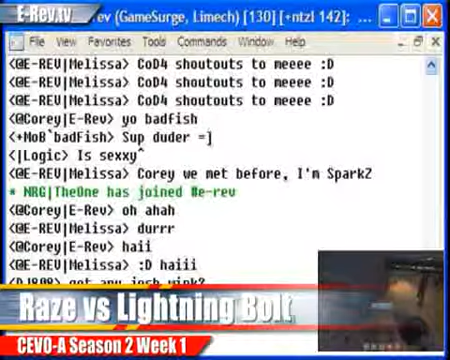 E-Rev.tv
.ev (GameSurge, Limech) [130] [+ntzl 142]:
File View Favorites Tools Commands Window Help
<@E-REV|Melissa> CoD4 shoutouts to meeee :D
<@E-REV|Melissa> CoD4 shoutouts to meeee :D
<@E-REV|Melissa> CoD4 shoutouts to meeee :D
<@Corey|E-Rev> yo badfish
<+MoB`badFish> Sup duder =]
<|Logic> Is sexxy^
<@E-REV|Melissa> Corey we met before, I'm SparkZ
* NRG|TheOne has joined #e-rev
<@Corey|E-Rev> oh ahah
<@E-REV|Melissa> durrr
<@Corey|E-Rev> haii
<@E-REV|Melissa> :D haiii
got any
Raze vs Lightning Bolt
CEVO-A Season 2 Week 1